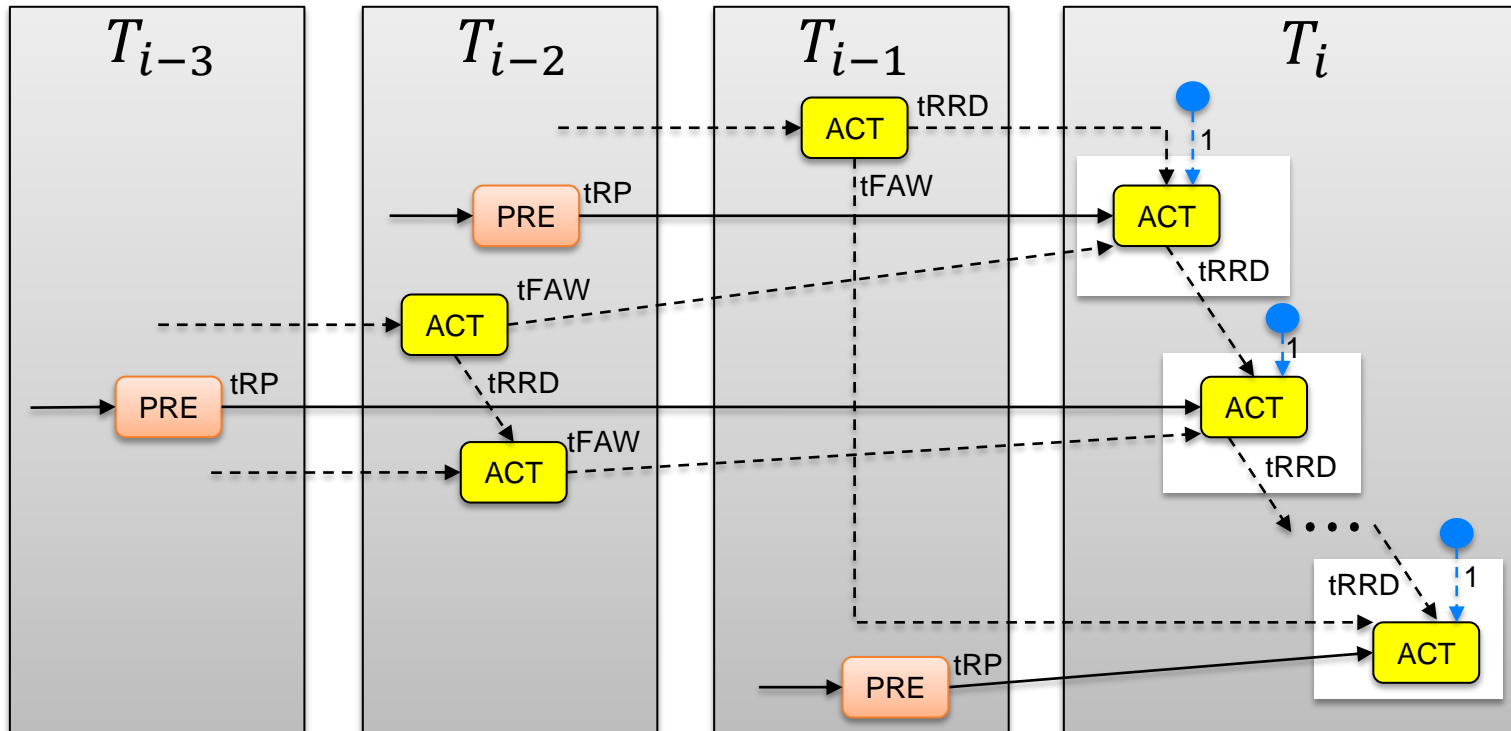 T_{i-3} T_{i-2} T_{i-1} T_i
ACT tRRD 1
tFAW
PRE tRP ACT
tRRD
tFAW
ACT 1
tRRD
PRE tRP ACT
tFAW
ACT tRRD
• • •
tRRD 1
ACT
PRE tRP